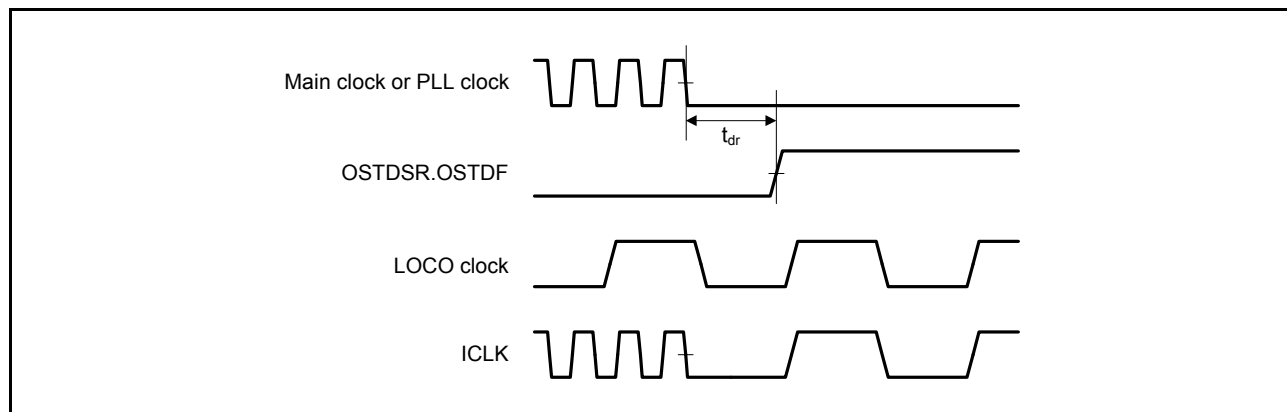 Main clock or PLL clock
tdr
OSTDSR.OSTDF
LOCO clock
ICLK